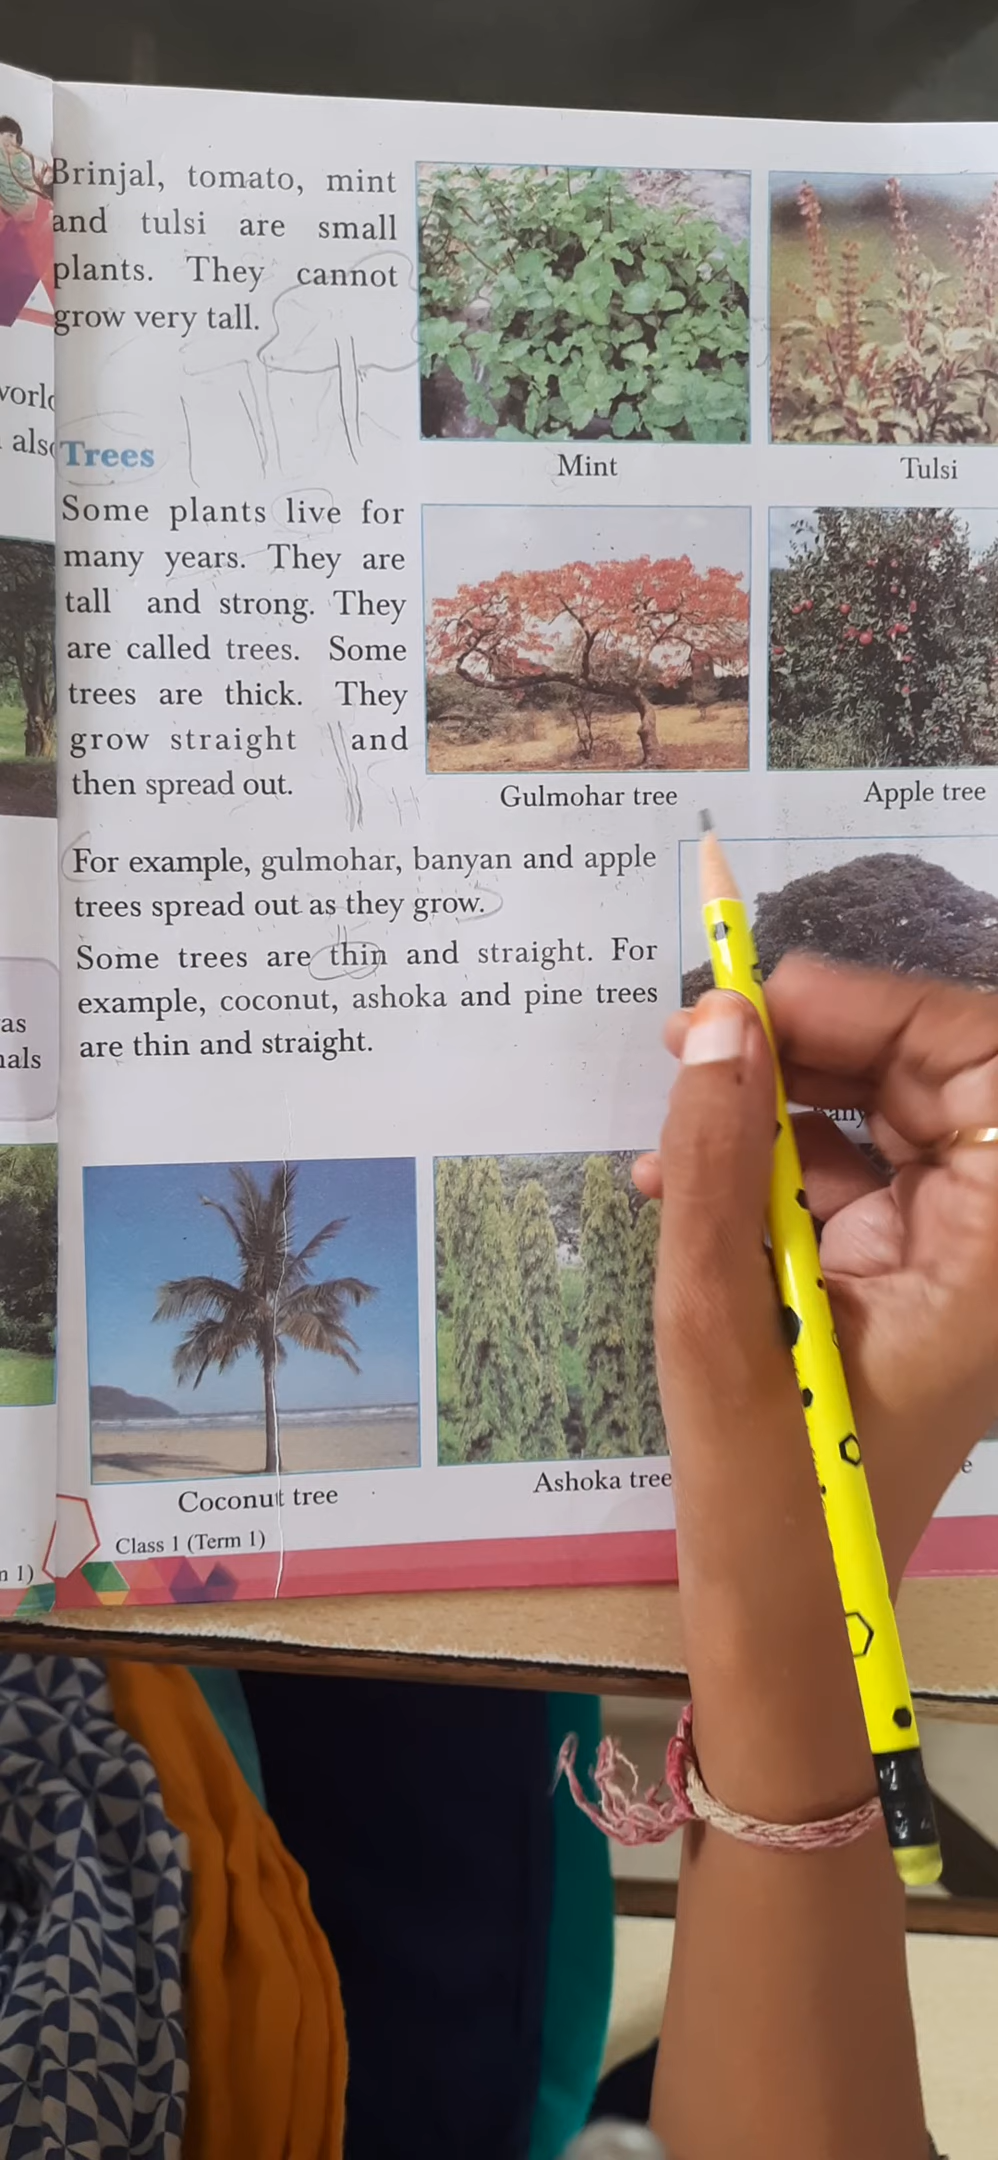 Brinjal, tomato, mint
and tulsi are small
plants. They cannot
grow very tall.
Mint
Tulsi
Trees
Some plants live for
many years. They are
tall and strong. They
are called trees. Some
trees are thick. They
grow straight and
then spread out.
Gulmohar tree
Apple tree
For example, gulmohar, banyan and apple
trees spread out as they grow.
Some trees are thin and straight. For
example, coconut, ashoka and pine trees
are thin and straight.
Coconut tree
Ashoka tree
Class 1 (Term 1)